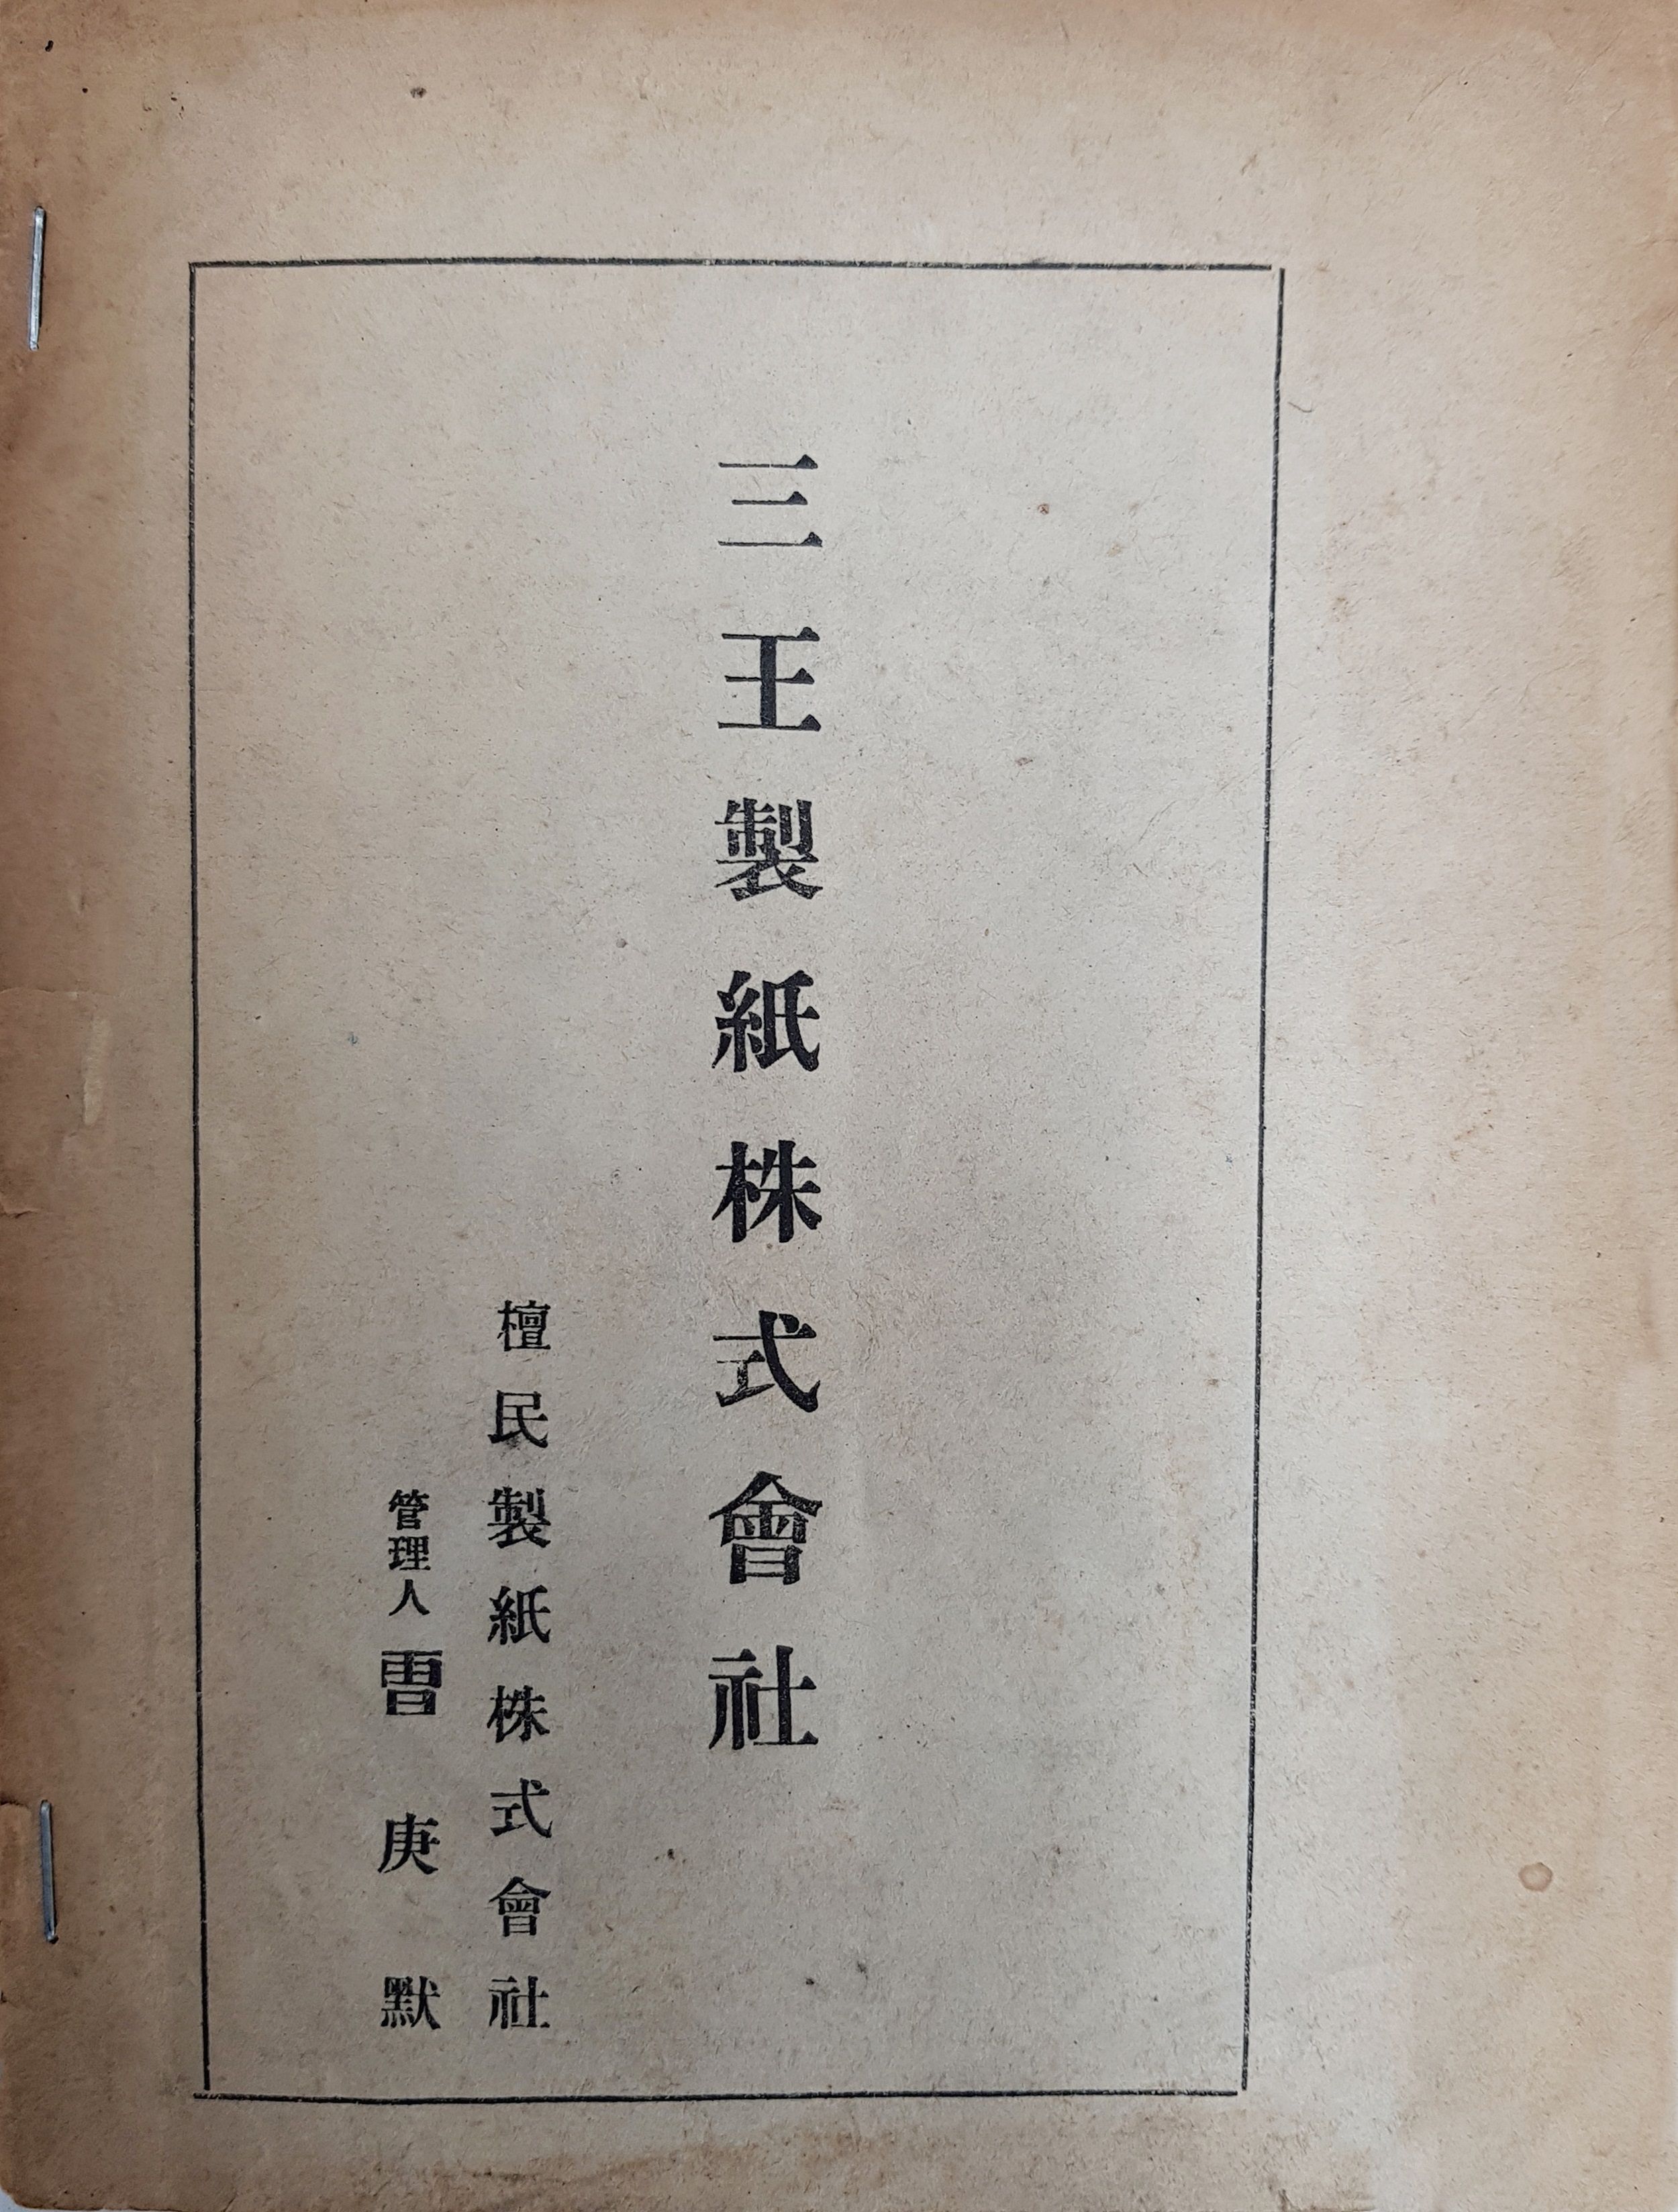 三王製紙株式會社
檀民製紙株式會社
管理人 曺庚默